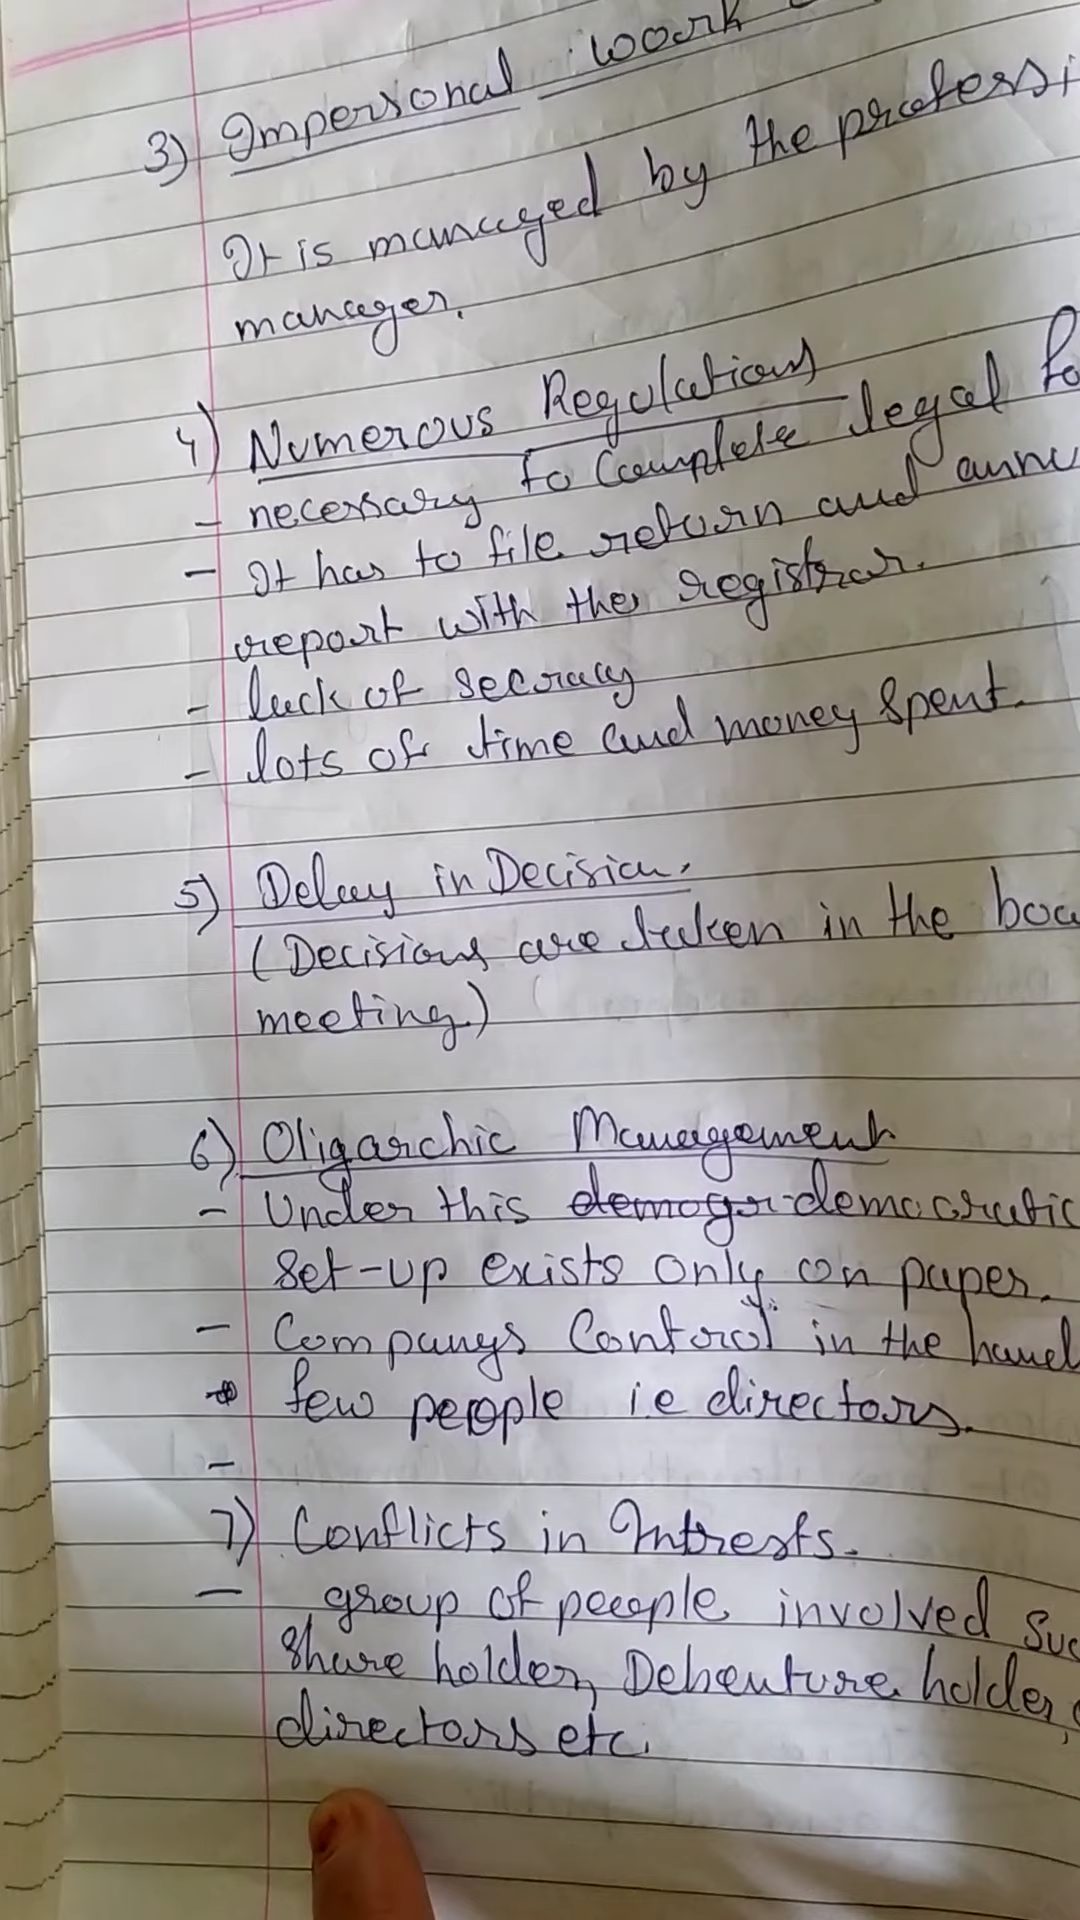 3) Impersonal work
It is managed by the professi
manager.
4) Numerous Regulations
- necessary to Complete legal fo
- It has to file return and annu
report with the registrar.
- lack of secracy
- lots of time and money spent.
5) Delay in Decision.
(Decisions are taken in the boa
meeting.)
6) Oligarchic Management
- Under this demogr democratic
set-up exists only on paper.
- Companys Control in the hand
few people i.e directors.
-
7) Conflicts in Intrests.
- group of people involved suc
share holder, Debenture holder,
directors etc.